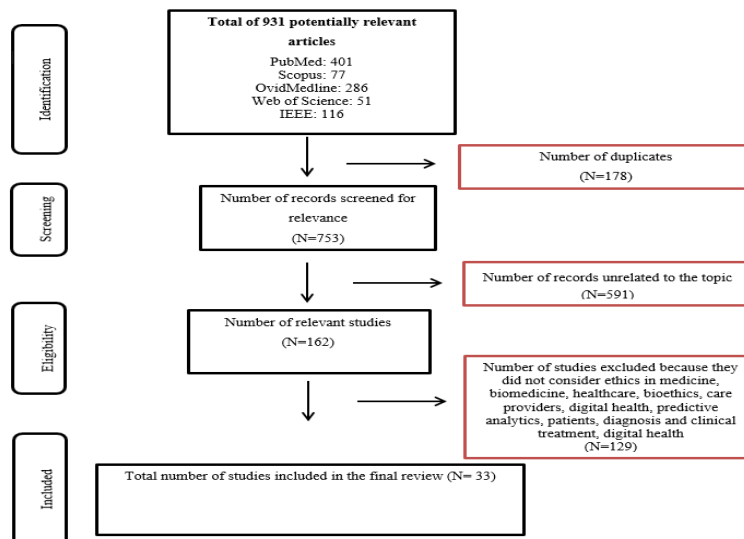 Identification
Total of 931 potentially relevant
articles
PubMed: 401
Scopus: 77
OvidMedline: 286
Web of Science: 51
IEEE: 116
Number of duplicates
(N=178)
Screening
Number of records screened for
relevance
(N=753)
Number of records unrelated to the topic
(N=591)
Eligibility
Number of relevant studies
(N=162)
Number of studies excluded because they
did not consider ethics in medicine,
biomedicine, healthcare, bioethics, care
providers, digital health, predictive
analytics, patients, diagnosis and clinical
treatment, digital health
(N=129)
Included
Total number of studies included in the final review (N= 33)